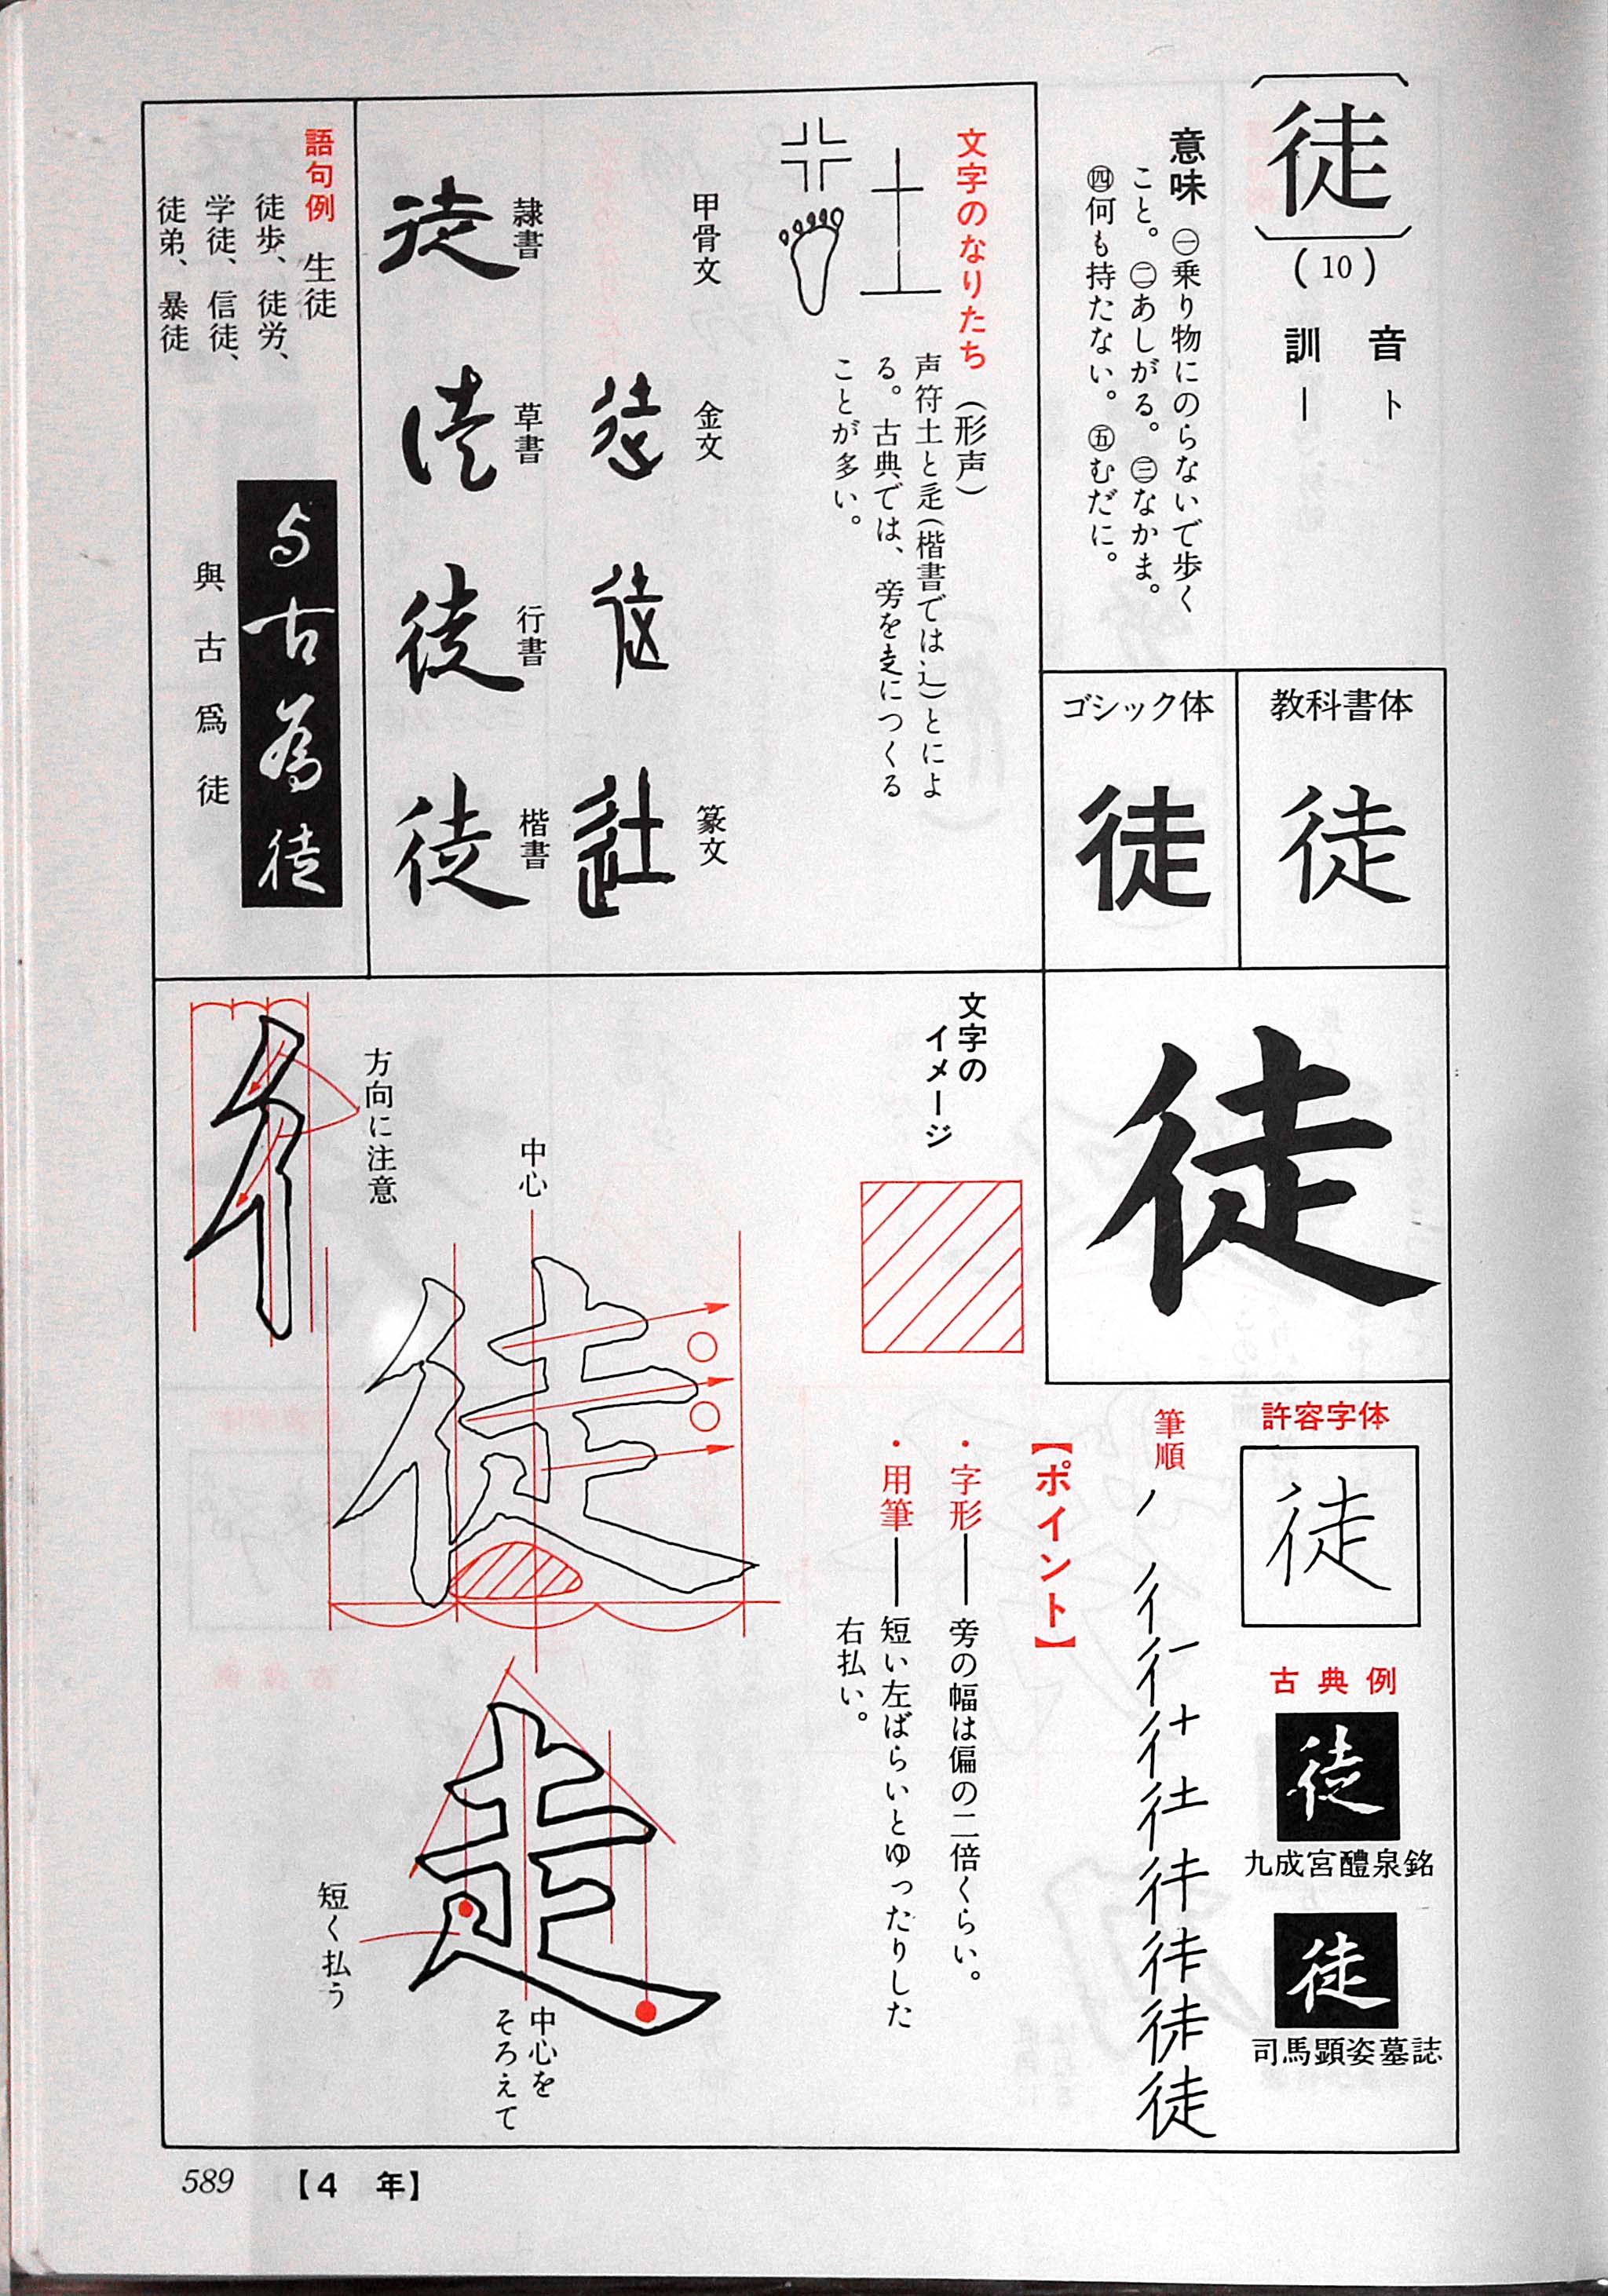 徒
(10)
音 ト
訓 ー
意味 ㊀乗り物にのらないで歩く
こと。㊁あしがる。㊂なかま。
㊃何も持たない。㊄むだに。
教科書体
徒
ゴシック体
徒
文字のなりたち（形声）
声符土と辵（楷書では辶）とによ
る。古典では、旁を走につくる
ことが多い。
土
甲骨文
金文
篆文
隷書
徒
草書
徒
行書
徒
楷書
徒
語句例 生徒
徒歩、徒労、
学徒、信徒、
徒弟、暴徒
与古為徒
與古爲徒
徒
許容字体
徒
古典例
徒
九成宮醴泉銘
徒
司馬顕姿墓誌
筆順
徒
【ポイント】
・字形──旁の幅は偏の二倍くらい。
・用筆──短い左ばらいとゆったりした
右払い。
文字の
イメージ
中心
徒
方向に注意
彳
中心を
そろえて
短く払う
589 【4 年】